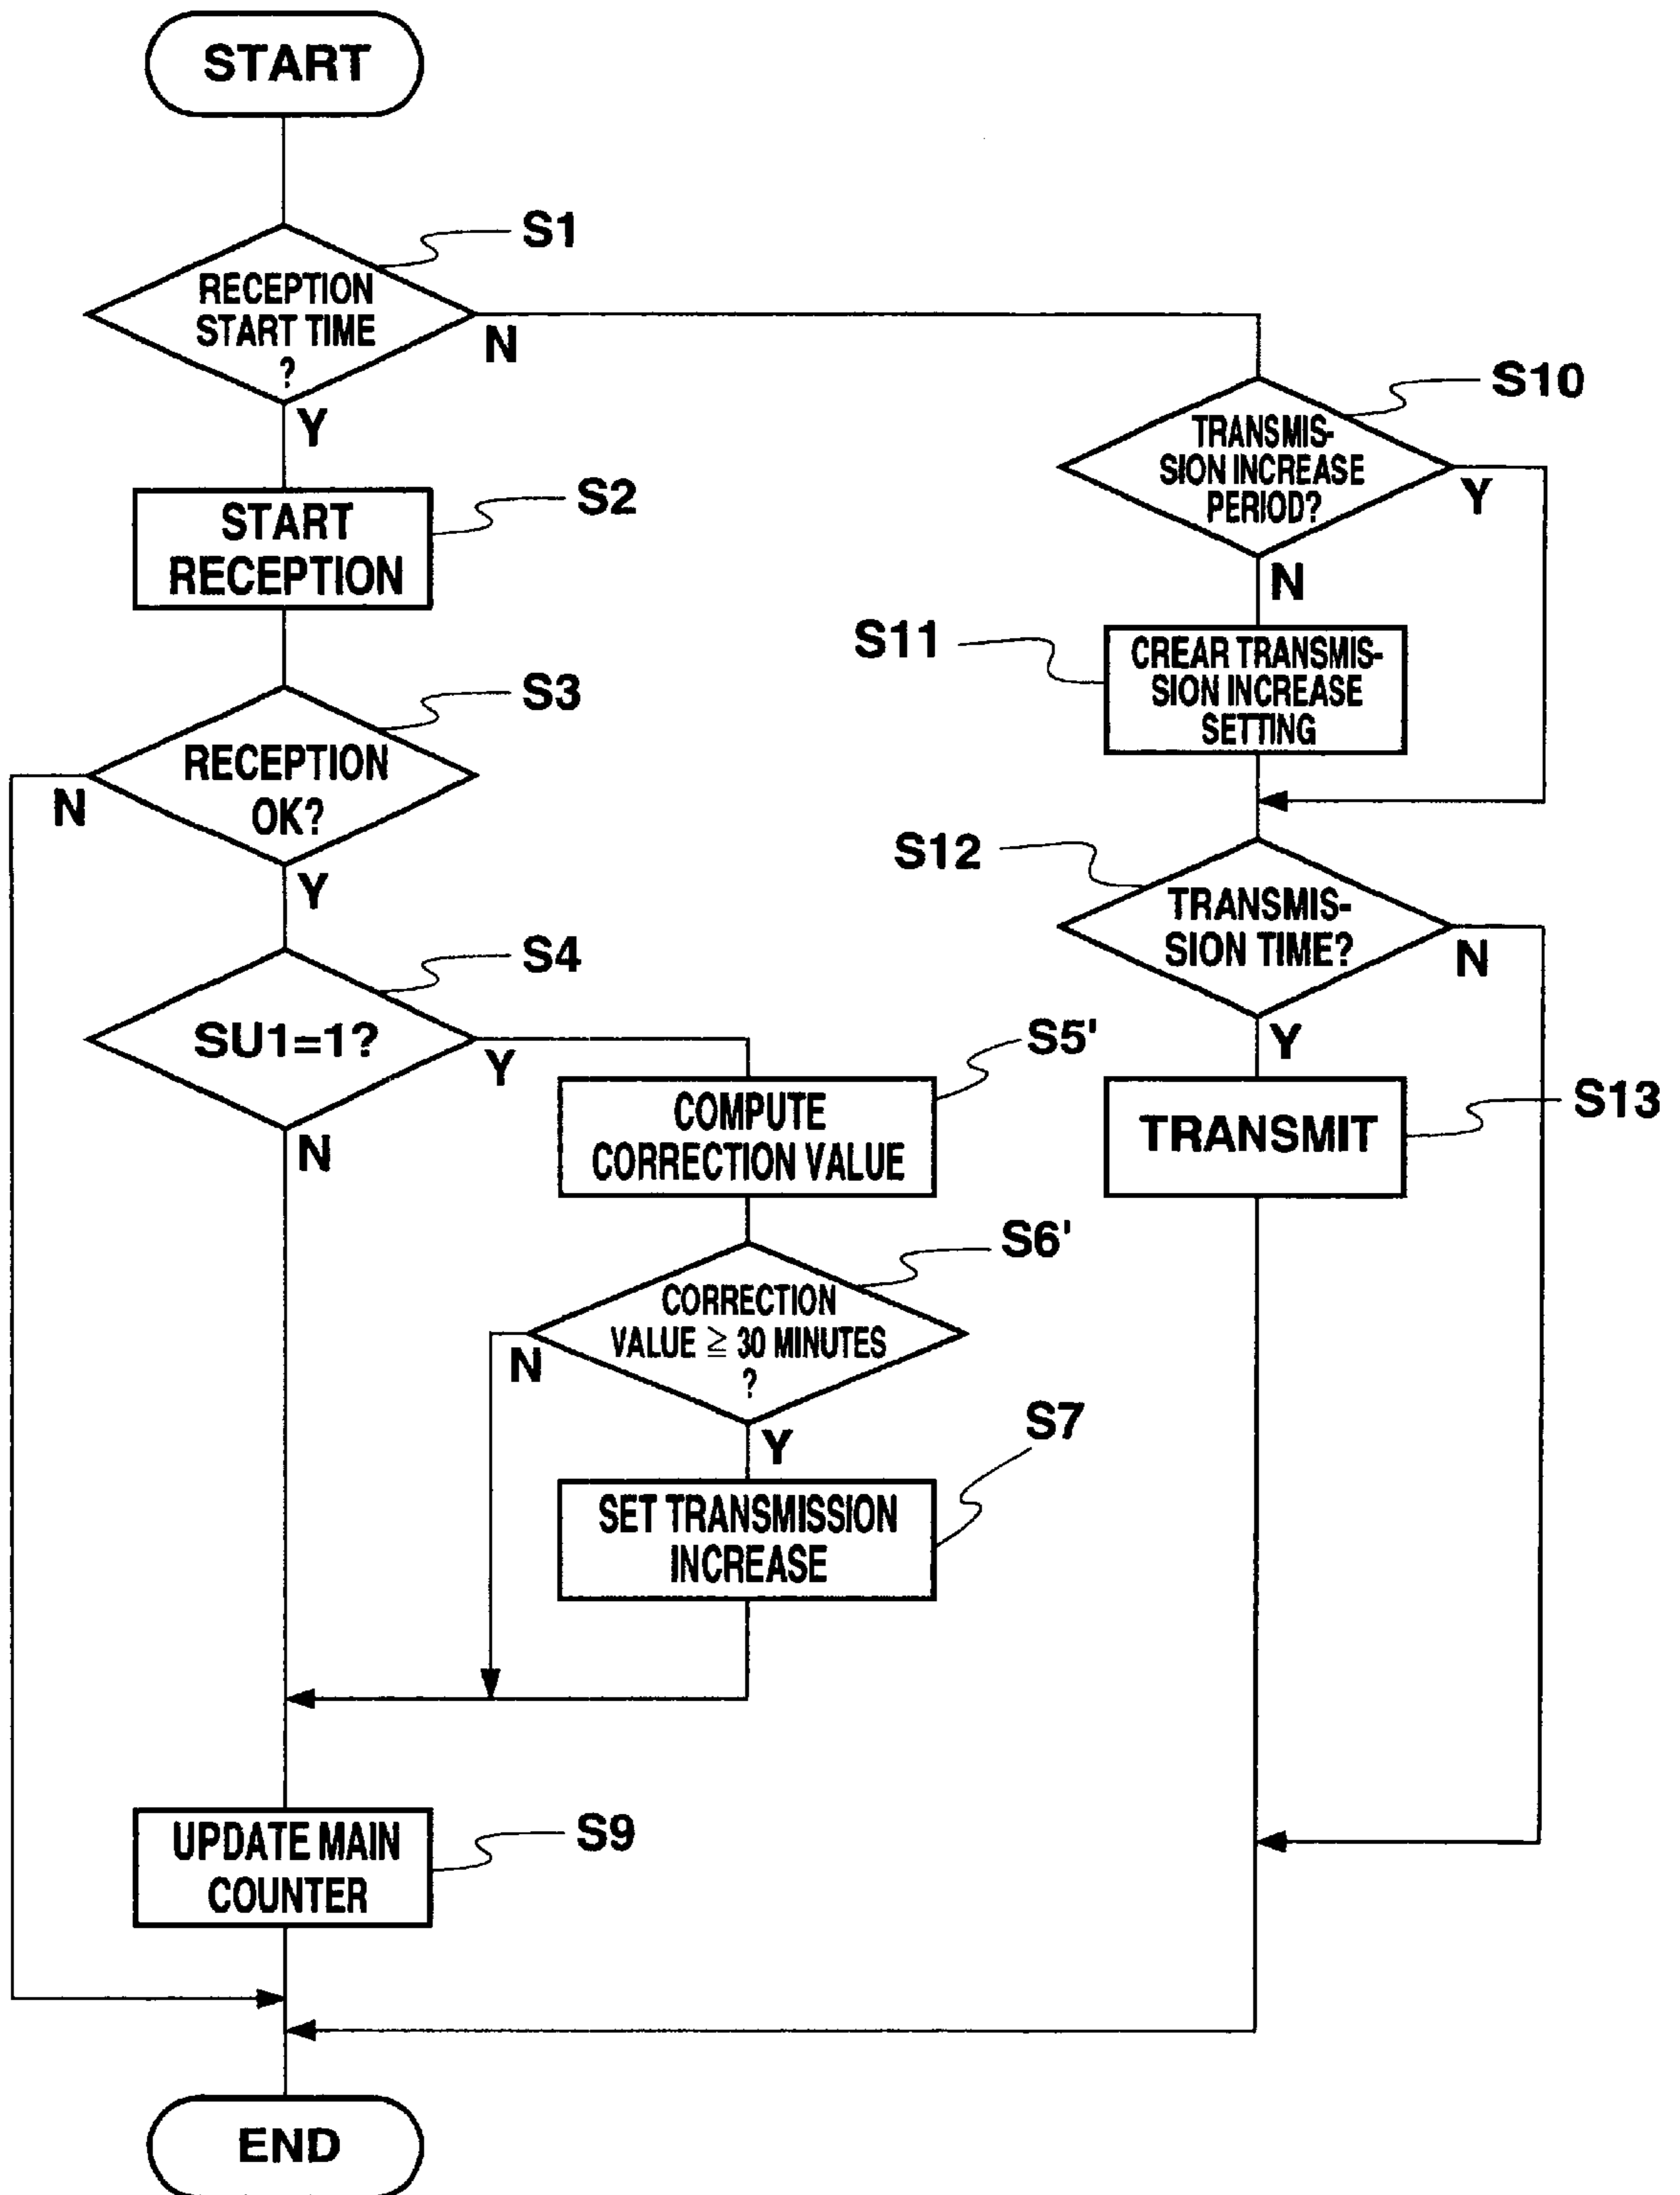 START
S1
RECEPTION
START TIME
?
N
Y
S10
TRANSMIS-
SION INCREASE
PERIOD?
Y
N
S2
START
RECEPTION
S11
CREAR TRANSMIS-
SION INCREASE
SETTING
S3
RECEPTION
OK?
N
Y
S12
TRANSMIS-
SION TIME?
N
Y
S4
SU1=1?
Y
N
S5'
COMPUTE
CORRECTION VALUE
S13
TRANSMIT
S6'
CORRECTION
VALUE ≧ 30 MINUTES
?
N
Y
S7
SET TRANSMISSION
INCREASE
S9
UPDATE MAIN
COUNTER
END